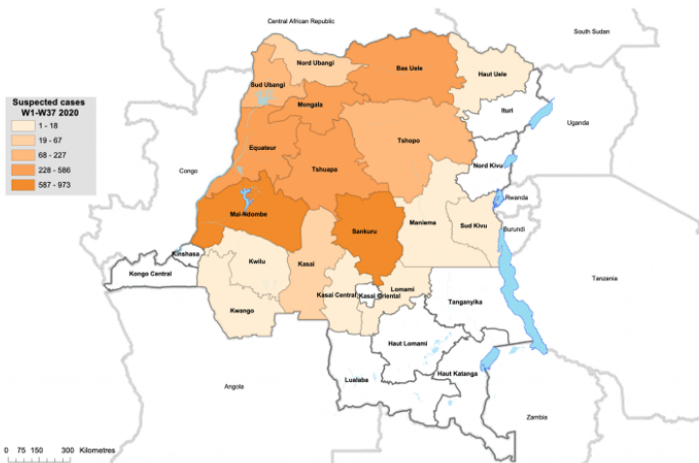 Central African Republic
South Sudan
Nord Ubangi
Bas Uele
Haut Uele
Sud Ubangi
Suspected cases
W1-W37 2020
1 - 18
19 - 67
68 - 227
228 - 586
587 - 973
Mongala
Ituri
Uganda
Equateur
Tshopo
Congo
Tshuapa
Nord Kivu
Rwanda
Mai-Ndombe
Maniema
Sud Kivu
Sankuru
Burundi
Kinshasa
Kwilu
Kasai
Kongo Central
Tanzania
Lomami
Kasai Central
Kasai Oriental
Tanganyika
Kwango
Haut Lomami
Haut Katanga
Lualaba
Angola
Zambia
0 75 150 300 Kilometres